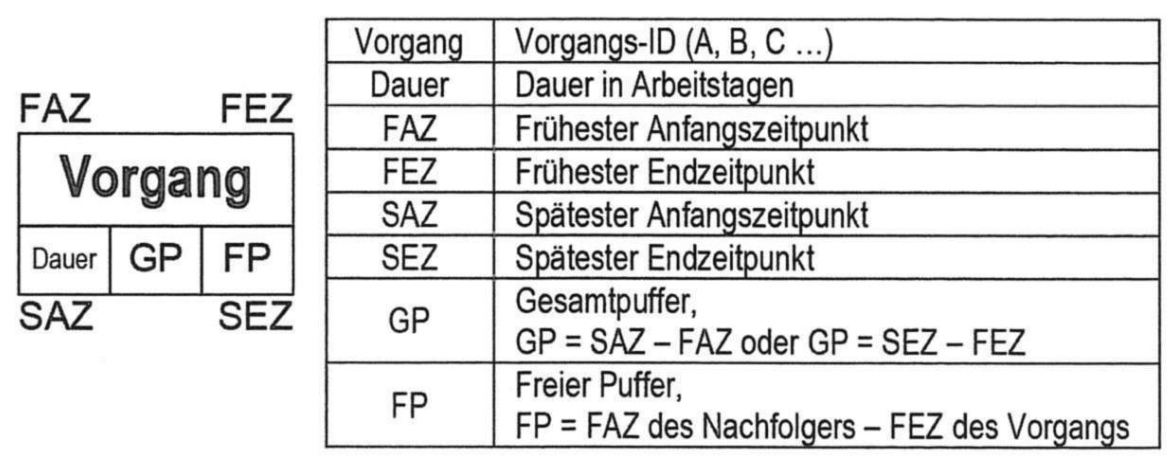 FAZ FEZ
Vorgang
Dauer GP FP
SAZ SEZ
Vorgang Vorgangs-ID (A, B, C ...)
Dauer Dauer in Arbeitstagen
FAZ Frühester Anfangszeitpunkt
FEZ Frühester Endzeitpunkt
SAZ Spätester Anfangszeitpunkt
SEZ Spätester Endzeitpunkt
GP Gesamtpuffer,
GP = SAZ – FAZ oder GP = SEZ – FEZ
FP Freier Puffer,
FP = FAZ des Nachfolgers – FEZ des Vorgangs